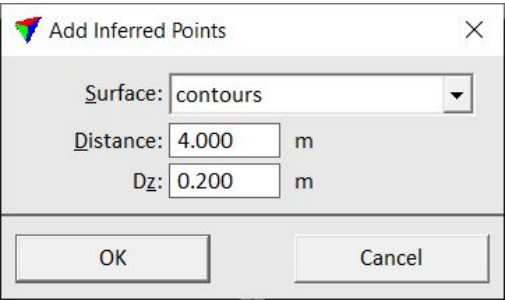 Add Inferred Points
Surface: contours
Distance: 4.000 m
Dz: 0.200 m
OK Cancel